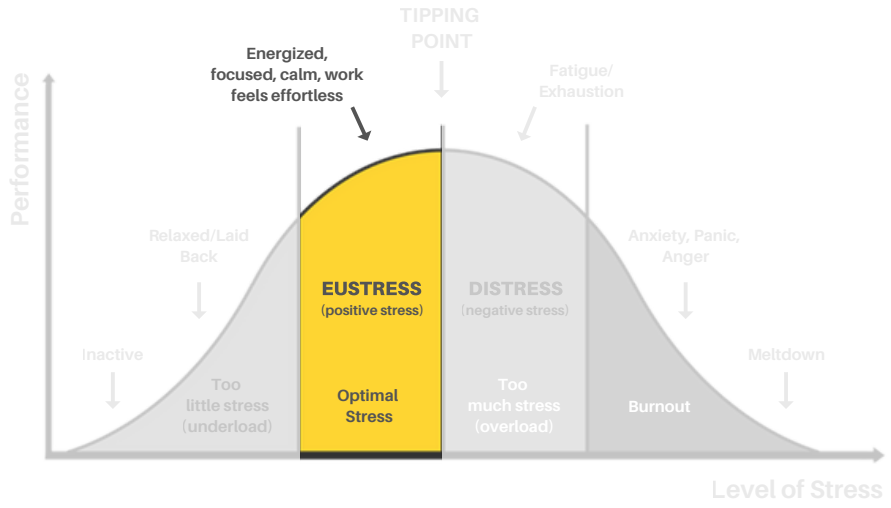 TIPPING
POINT
Energized,
focused, calm, work
feels effortless
Fatigue/
Exhaustion
Performance
Relaxed/Laid
Back
Anxiety, Panic,
Anger
EUSTRESS
(positive stress)
DISTRESS
(negative stress)
Inactive
Meltdown
Too
little stress
(underload)
Optimal
Stress
Too
much stress
(overload)
Burnout
Level of Stress